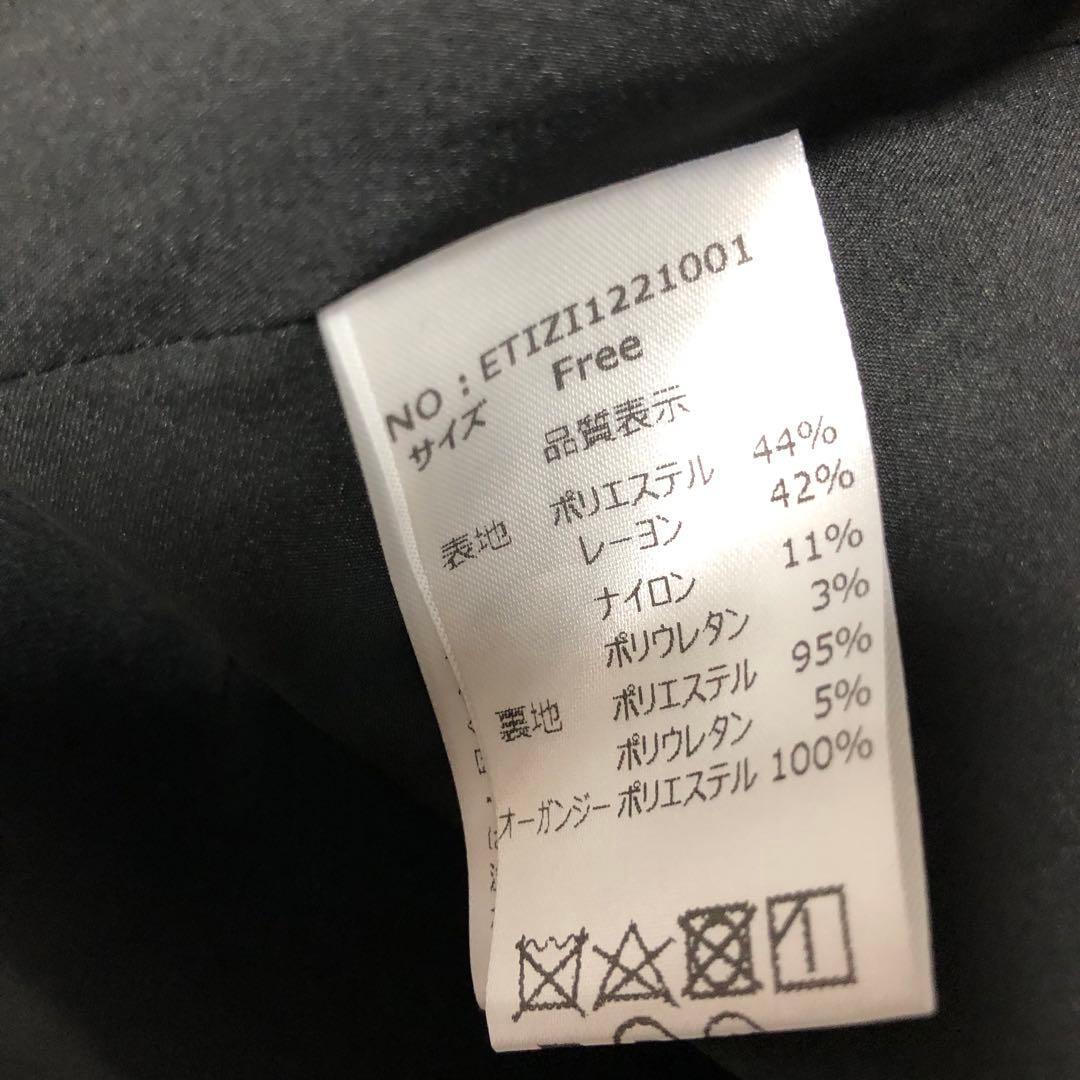 NO : ETIZI1221001
サイズ Free
品質表示
表地 ポリエステル 44%
レーヨン 42%
ナイロン 11%
ポリウレタン 3%
裏地 ポリエステル 95%
ポリウレタン 5%
オーガンジー ポリエステル 100%